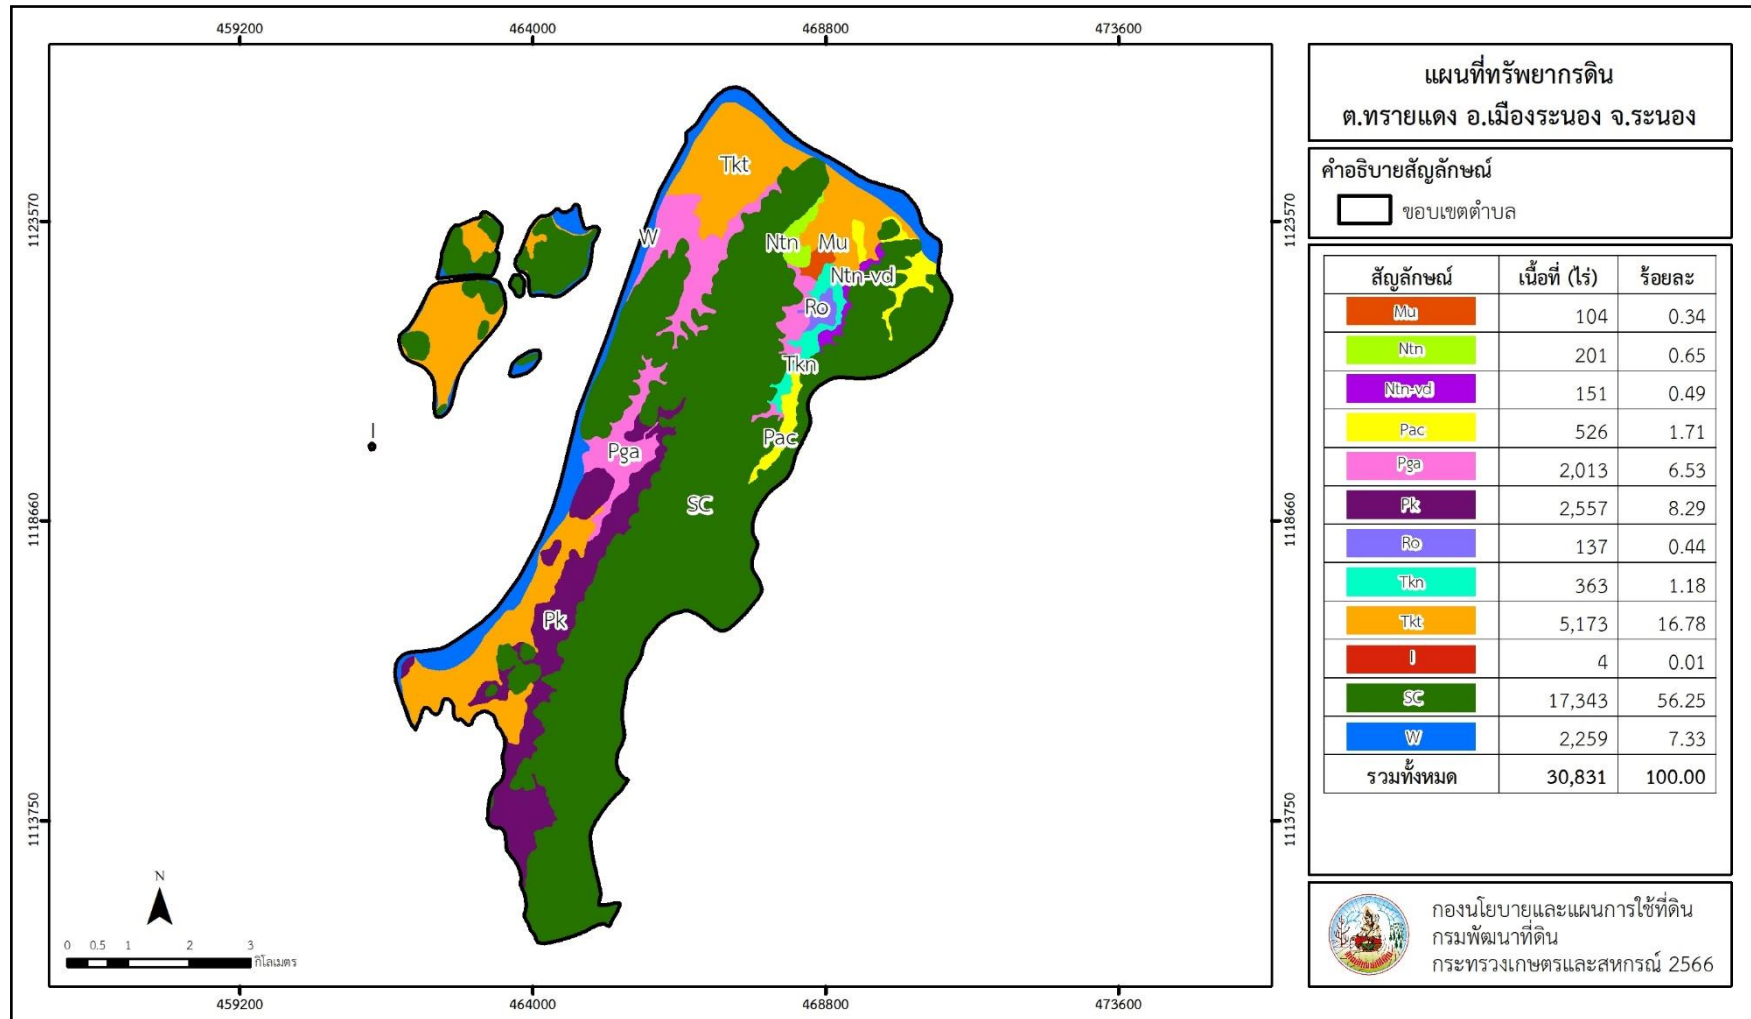 459200
464000
468800
473600
1123570
1118660
1113750
Tkt
W
Ntn
Mu
Ntn-vd
Ro
Tkn
Pac
Pga
SC
Pk
I
N
0 0.5 1 2 3
กิโลเมตร
1123570
1118660
1113750
459200
464000
468800
473600
แผนที่ทรัพยากรดิน
ต.ทรายแดง อ.เมืองระนอง จ.ระนอง
คำอธิบายสัญลักษณ์
ขอบเขตตำบล
สัญลักษณ์ เนื้อที่ (ไร่) ร้อยละ
Mu 104 0.34
Ntn 201 0.65
Ntn-vd 151 0.49
Pac 526 1.71
Pga 2,013 6.53
Pk 2,557 8.29
Ro 137 0.44
Tkn 363 1.18
Tkt 5,173 16.78
I 4 0.01
SC 17,343 56.25
W 2,259 7.33
รวมทั้งหมด 30,831 100.00
กองนโยบายและแผนการใช้ที่ดิน
กรมพัฒนาที่ดิน
กระทรวงเกษตรและสหกรณ์ 2566